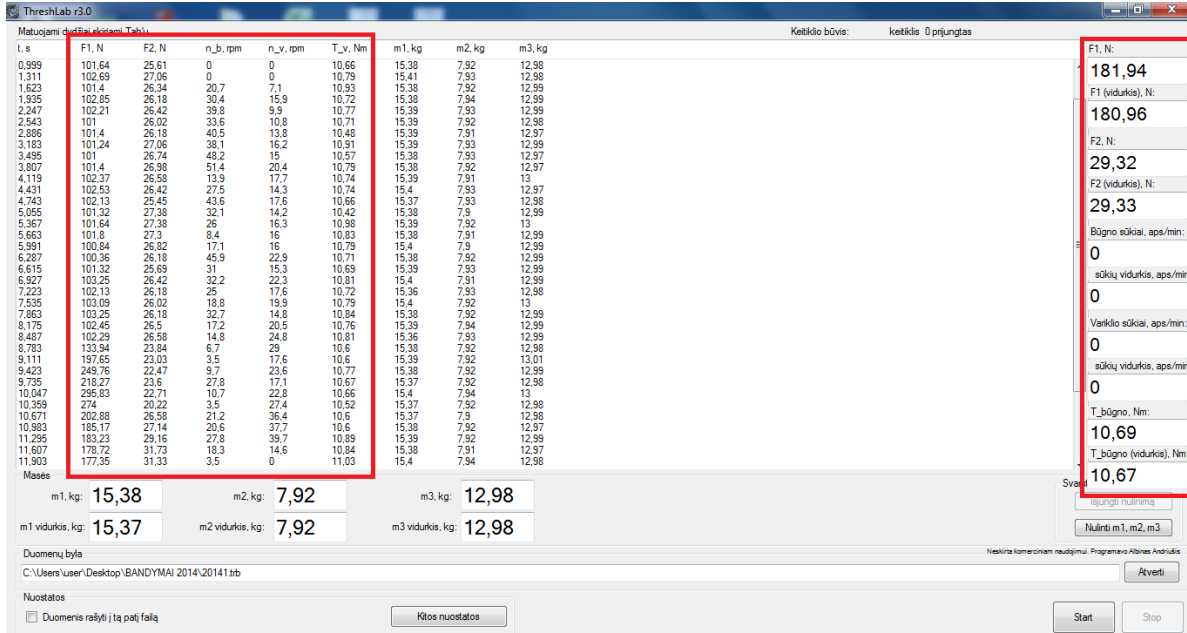 ThreshLab r3.0
Matuojami dydžiai skiriami Tab'u
Keitiklio būvis: keitiklis 0 prijungtas
t, s F1, N F2, N n_b, rpm n_v, rpm T_v, Nm m1, kg m2, kg m3, kg
0,999 101,64 25,61 0 0 10,66 15,38 7,92 12,98
1,311 102,69 27,06 0 0 10,79 15,41 7,93 12,98
1,623 101,4 26,34 20,7 7,1 10,93 15,38 7,92 12,99
1,935 102,85 26,18 30,4 15,9 10,72 15,38 7,94 12,99
2,247 102,21 26,42 39,8 9,9 10,77 15,39 7,93 12,99
2,543 101 26,02 33,6 10,8 10,71 15,39 7,92 12,98
2,886 101,4 26,18 40,5 13,8 10,48 15,39 7,91 12,97
3,183 101,24 27,06 38,1 16,2 10,91 15,39 7,93 12,99
3,495 101 26,74 48,2 15 10,57 15,38 7,93 12,97
3,807 101,4 26,98 51,4 20,4 10,79 15,38 7,92 12,97
4,119 102,37 26,58 13,9 17,7 10,74 15,39 7,91 13
4,431 102,53 26,42 27,5 14,3 10,74 15,4 7,93 12,97
4,743 102,13 25,45 43,6 17,6 10,66 15,37 7,93 12,98
5,055 101,32 27,38 32,1 14,2 10,42 15,38 7,9 12,99
5,367 101,64 27,38 26 16,3 10,98 15,39 7,92 13
5,663 101,8 27,3 8,4 16 10,83 15,38 7,91 12,99
5,991 100,84 26,82 17,1 16 10,79 15,4 7,9 12,99
6,287 100,36 26,18 45,9 22,9 10,71 15,38 7,92 12,99
6,615 101,32 25,69 31 15,3 10,69 15,39 7,93 12,99
6,927 103,25 26,42 32,2 22,3 10,81 15,4 7,91 12,99
7,223 102,13 26,18 25 17,6 10,72 15,36 7,93 12,98
7,535 103,09 26,02 18,8 19,9 10,79 15,4 7,92 13
7,863 103,25 26,18 32,7 14,8 10,84 15,38 7,92 12,99
8,175 102,45 26,5 17,2 20,5 10,76 15,39 7,94 12,99
8,487 102,29 26,58 14,8 24,8 10,81 15,36 7,93 12,99
8,783 133,94 23,84 6,7 29 10,6 15,38 7,92 12,98
9,111 197,65 23,03 3,5 17,6 10,6 15,38 7,92 13,01
9,423 249,76 22,47 9,7 23,6 10,77 15,38 7,92 12,99
9,735 218,27 23,6 27,8 17,1 10,67 15,37 7,92 12,98
10,047 295,83 22,71 10,7 22,8 10,66 15,4 7,94 13
10,359 274 20,22 3,5 27,4 10,52 15,37 7,92 12,98
10,671 202,88 26,58 21,2 36,4 10,6 15,37 7,9 12,98
10,983 185,17 27,14 20,6 37,7 10,6 15,38 7,92 12,97
11,295 183,23 29,16 27,8 39,7 10,89 15,39 7,92 12,99
11,607 178,72 31,73 18,3 14,6 10,84 15,38 7,91 12,97
11,903 177,35 31,33 3,5 0 11,03 15,4 7,94 12,98
F1, N:
181,94
F1 (vidurkis), N:
180,96
F2, N:
29,32
F2 (vidurkis), N:
29,33
Būgno sūkiai, aps/min:
0
sūkių vidurkis, aps/min
0
Variklio sūkiai, aps/min:
0
sūkių vidurkis, aps/min
0
T_būgno, Nm:
10,69
T_būgno (vidurkis), Nm
10,67
Masės
m1, kg: 15,38 m2, kg: 7,92 m3, kg: 12,98
m1 vidurkis, kg: 15,37 m2 vidurkis, kg: 7,92 m3 vidurkis, kg: 12,98
Išjungti nulinimą
Nulinti m1, m2, m3
Duomenų byla
Neskirta komerciniam naudojimui. Programavo Albinas Andriušis
C:\Users\user\Desktop\BANDYMAI 2014\20141.trb
Atverti
Nuostatos
Duomenis rašyti į tą patį failą
Kitos nuostatos
Start Stop